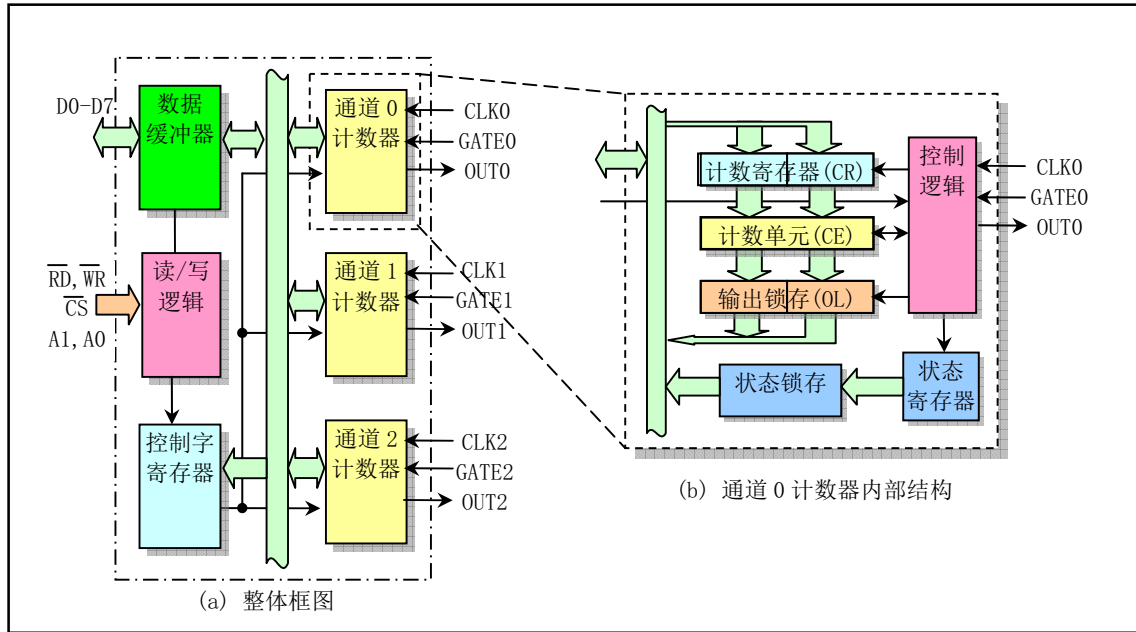 D0-D7
数据
缓冲器
通道 0
计数器
CLK0
GATE0
OUT0
RD, WR
CS
A1, A0
读/写
逻辑
通道 1
计数器
CLK1
GATE1
OUT1
控制字
寄存器
通道 2
计数器
CLK2
GATE2
OUT2
(a) 整体框图
计数寄存器(CR)
计数单元(CE)
输出锁存(OL)
控制
逻辑
CLK0
GATE0
OUT0
状态锁存
状态
寄存器
(b) 通道 0 计数器内部结构